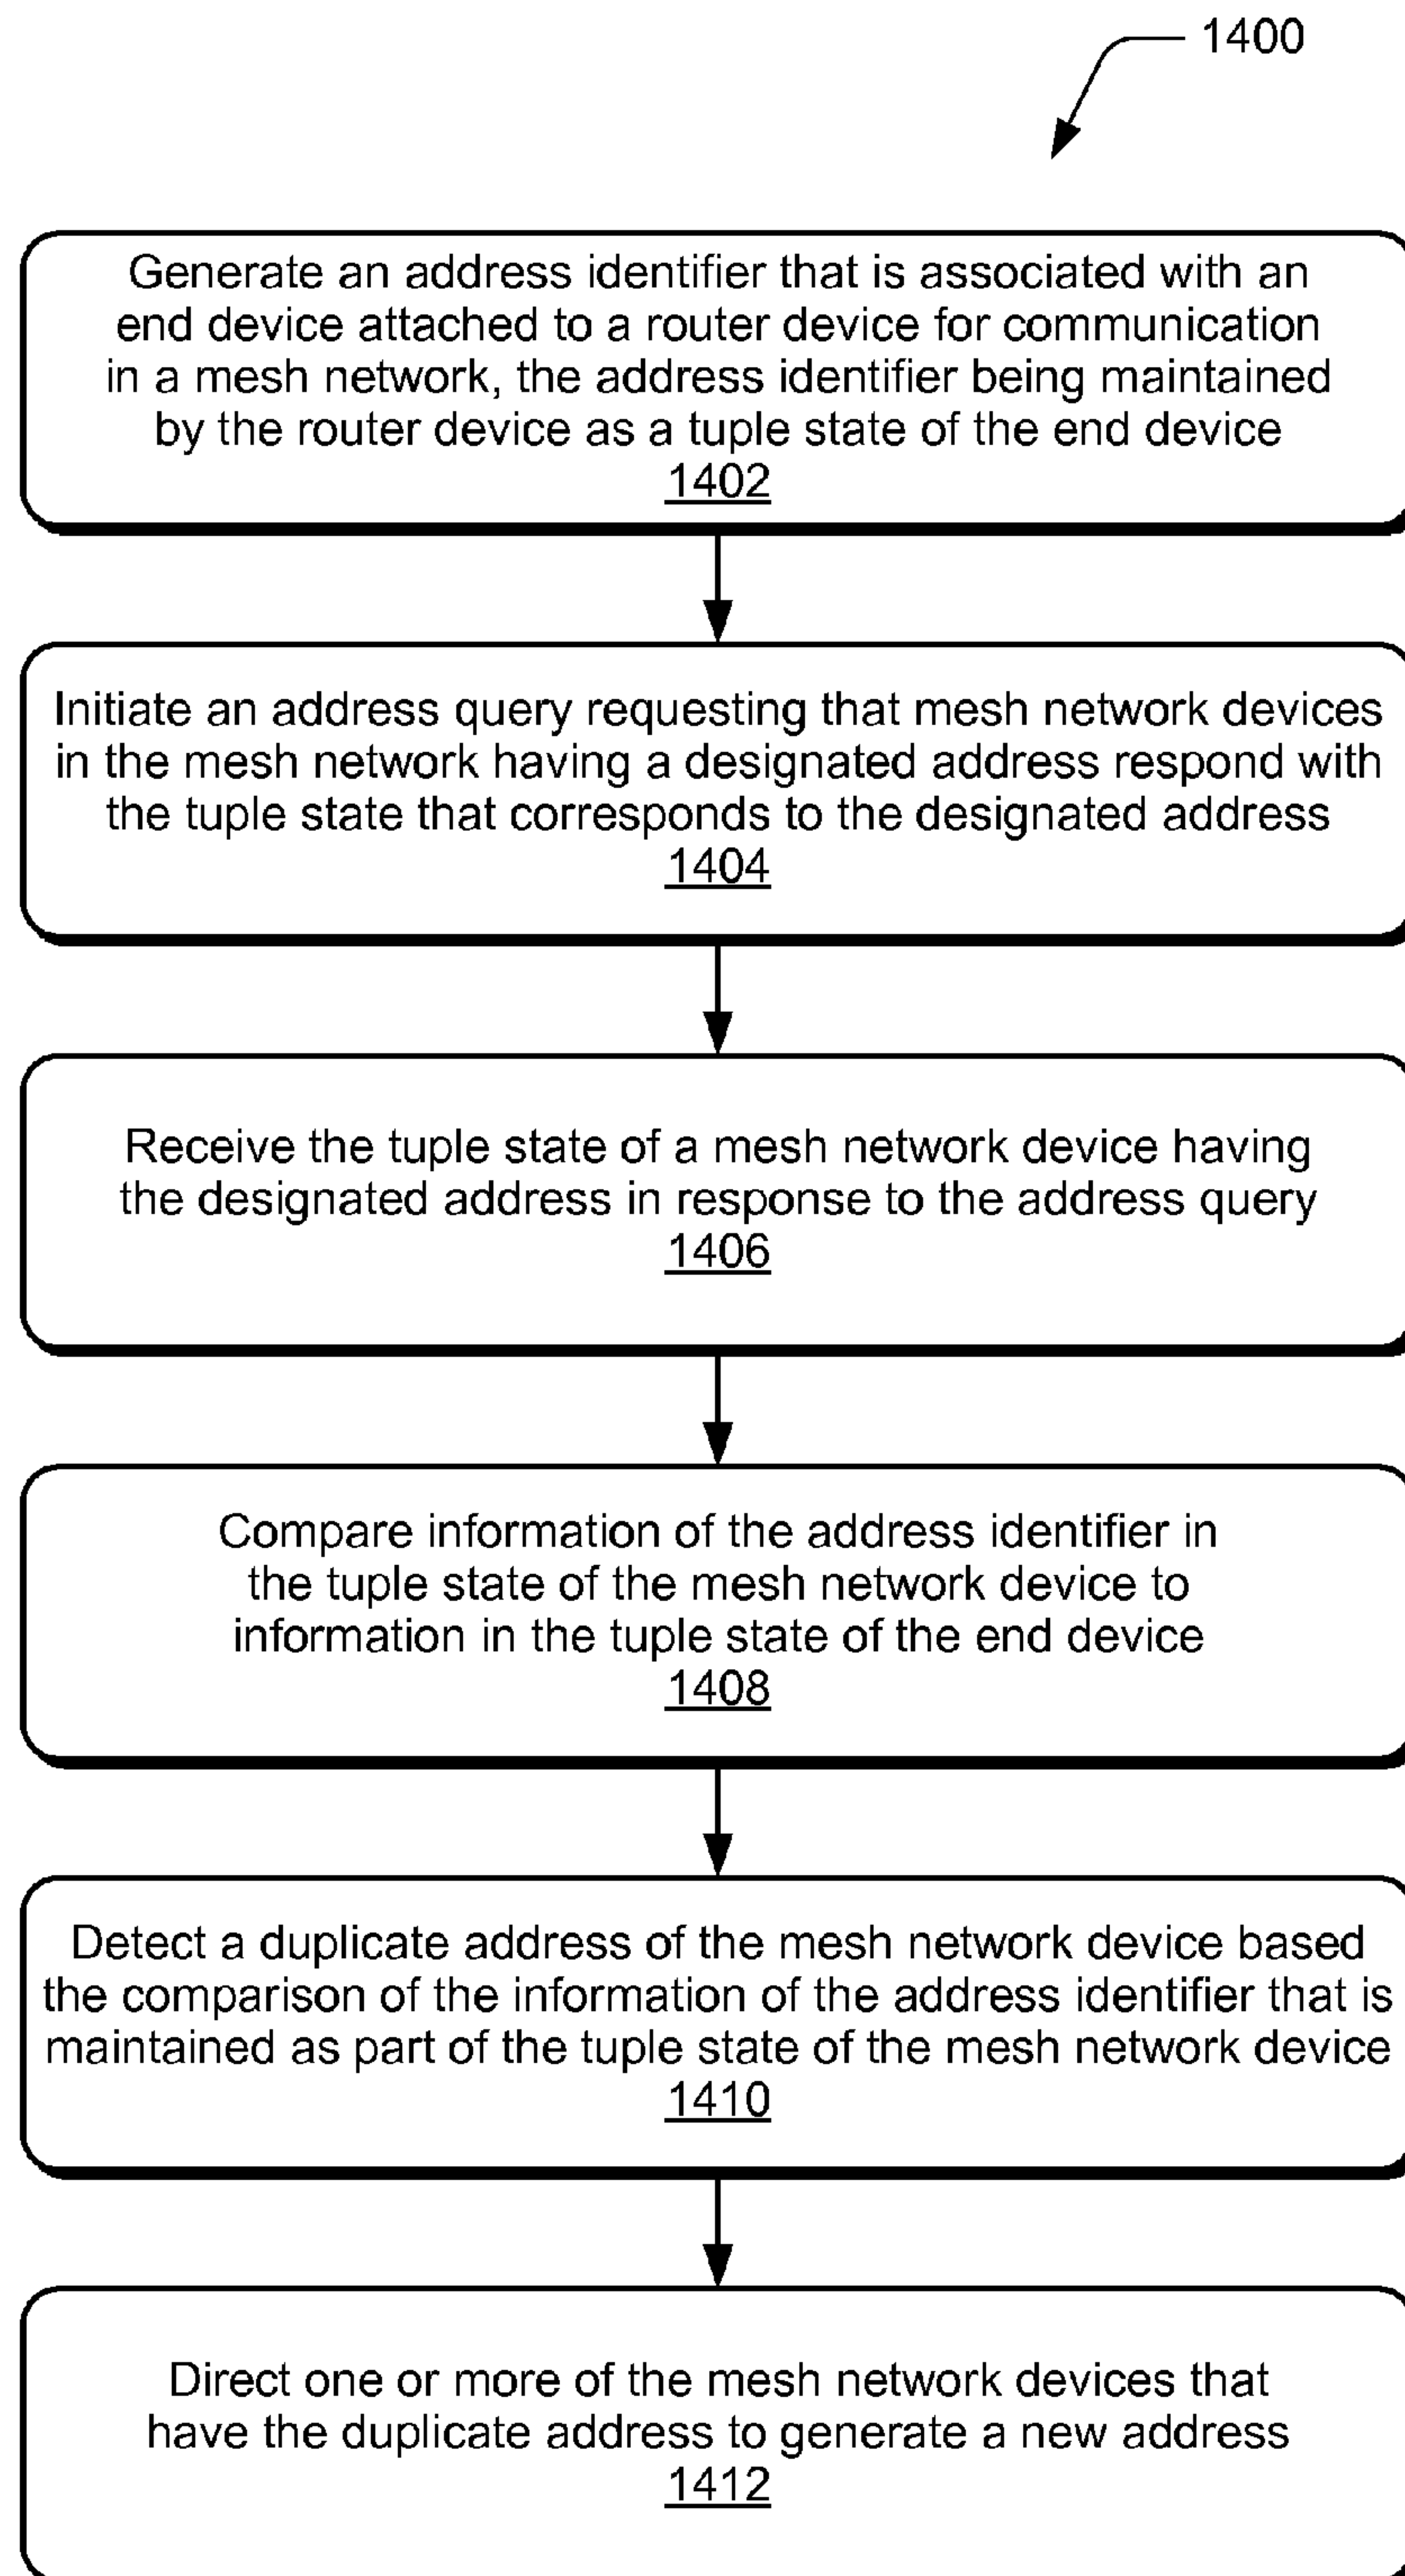 1400
Generate an address identifier that is associated with an
end device attached to a router device for communication
in a mesh network, the address identifier being maintained
by the router device as a tuple state of the end device
1402
Initiate an address query requesting that mesh network devices
in the mesh network having a designated address respond with
the tuple state that corresponds to the designated address
1404
Receive the tuple state of a mesh network device having
the designated address in response to the address query
1406
Compare information of the address identifier in
the tuple state of the mesh network device to
information in the tuple state of the end device
1408
Detect a duplicate address of the mesh network device based
the comparison of the information of the address identifier that is
maintained as part of the tuple state of the mesh network device
1410
Direct one or more of the mesh network devices that
have the duplicate address to generate a new address
1412